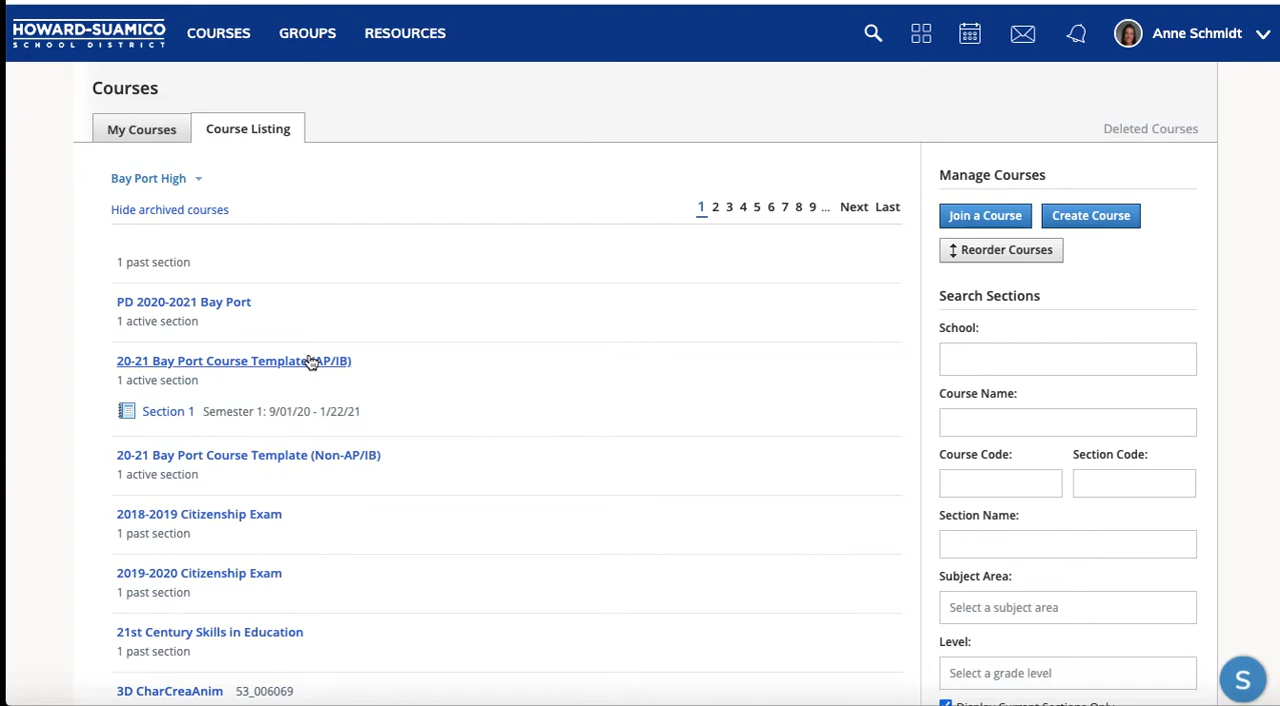 HOWARD-SUAMICO
SCHOOL DISTRICT
COURSES
GROUPS
RESOURCES
Anne Schmidt
Courses
My Courses
Course Listing
Deleted Courses
Bay Port High
Hide archived courses
1 2 3 4 5 6 7 8 9 ... Next Last
1 past section
PD 2020-2021 Bay Port
1 active section
20-21 Bay Port Course Template AP/IB)
1 active section
Section 1 Semester 1: 9/01/20 - 1/22/21
20-21 Bay Port Course Template (Non-AP/IB)
1 active section
2018-2019 Citizenship Exam
1 past section
2019-2020 Citizenship Exam
1 past section
21st Century Skills in Education
1 past section
3D CharCreaAnim 53_006069
Manage Courses
Join a Course
Create Course
Reorder Courses
Search Sections
School:
Course Name:
Course Code:
Section Code:
Section Name:
Subject Area:
Select a subject area
Level:
Select a grade level
Display Current Sections Only
S